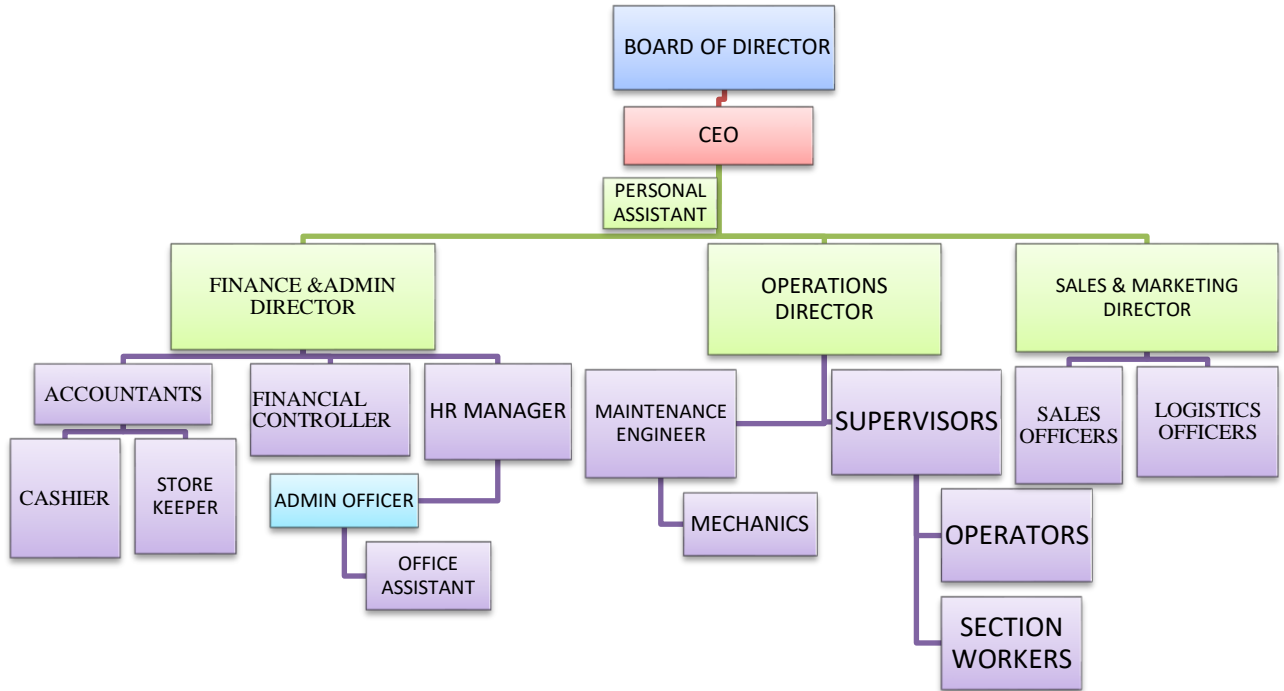 BOARD OF DIRECTOR
CEO
PERSONAL
ASSISTANT
FINANCE &ADMIN
DIRECTOR
OPERATIONS
DIRECTOR
SALES & MARKETING
DIRECTOR
ACCOUNTANTS
FINANCIAL
CONTROLLER
HR MANAGER
MAINTENANCE
ENGINEER
SUPERVISORS
SALES
OFFICERS
LOGISTICS
OFFICERS
CASHIER
STORE
KEEPER
ADMIN OFFICER
OFFICE
ASSISTANT
MECHANICS
OPERATORS
SECTION
WORKERS